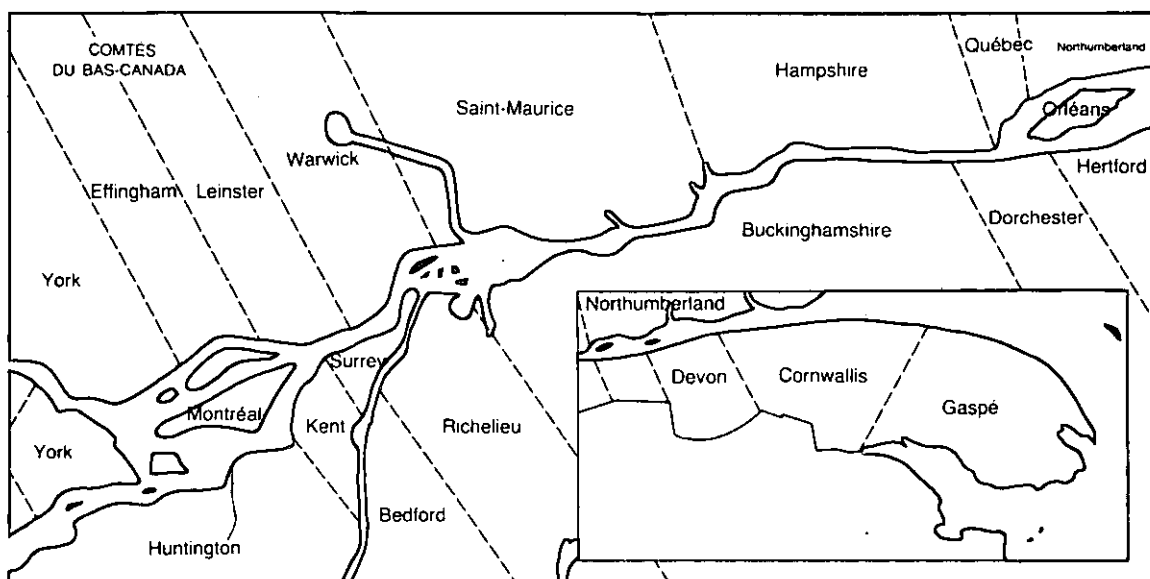 COMTÉS
DU BAS-CANADA
Québec
Northumberland
Hampshire
Orléans
Saint-Maurice
Warwick
Hertford
Effingham
Leinster
Dorchester
Buckinghamshire
York
Northumberland
Surrey
Devon
Cornwallis
Gaspé
Montréal
Kent
Richelieu
York
Bedford
Huntington